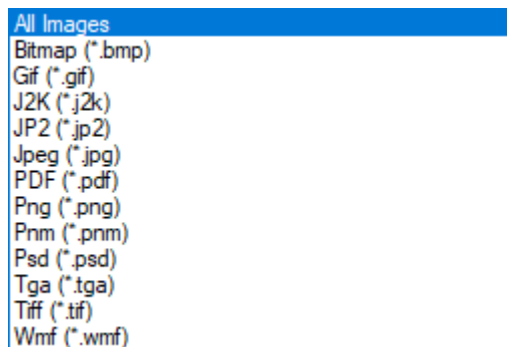 All Images
Bitmap (*.bmp)
Gif (*.gif)
J2K (*.j2k)
JP2 (*.jp2)
Jpeg (*.jpg)
PDF (*.pdf)
Png (*.png)
Pnm (*.pnm)
Psd (*.psd)
Tga (*.tga)
Tiff (*.tif)
Wmf (*.wmf)